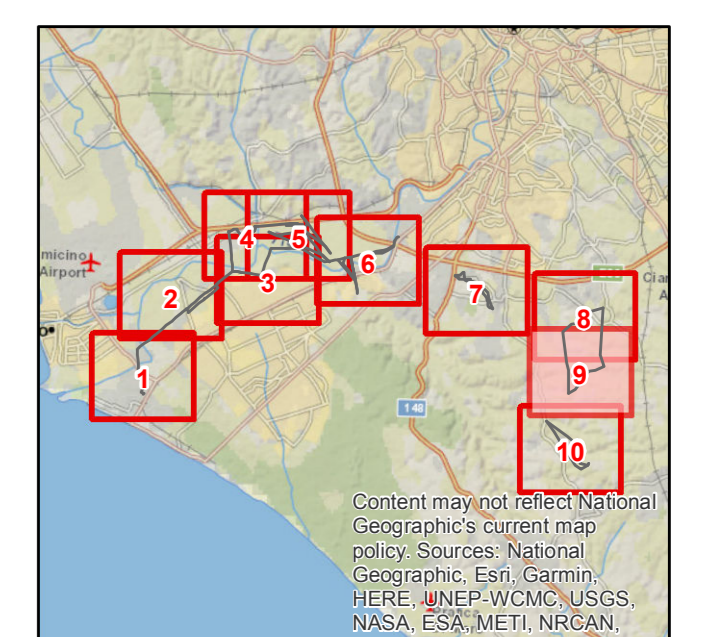 4
5
6
micino
Airport
3
2
7
Cian
A
8
o
1
9
148
10
Content may not reflect National
Geographic's current map
policy. Sources: National
Geographic, Esri, Garmin,
HERE, UNEP-WCMC, USGS,
NASA, ESA, METI, NRCAN,